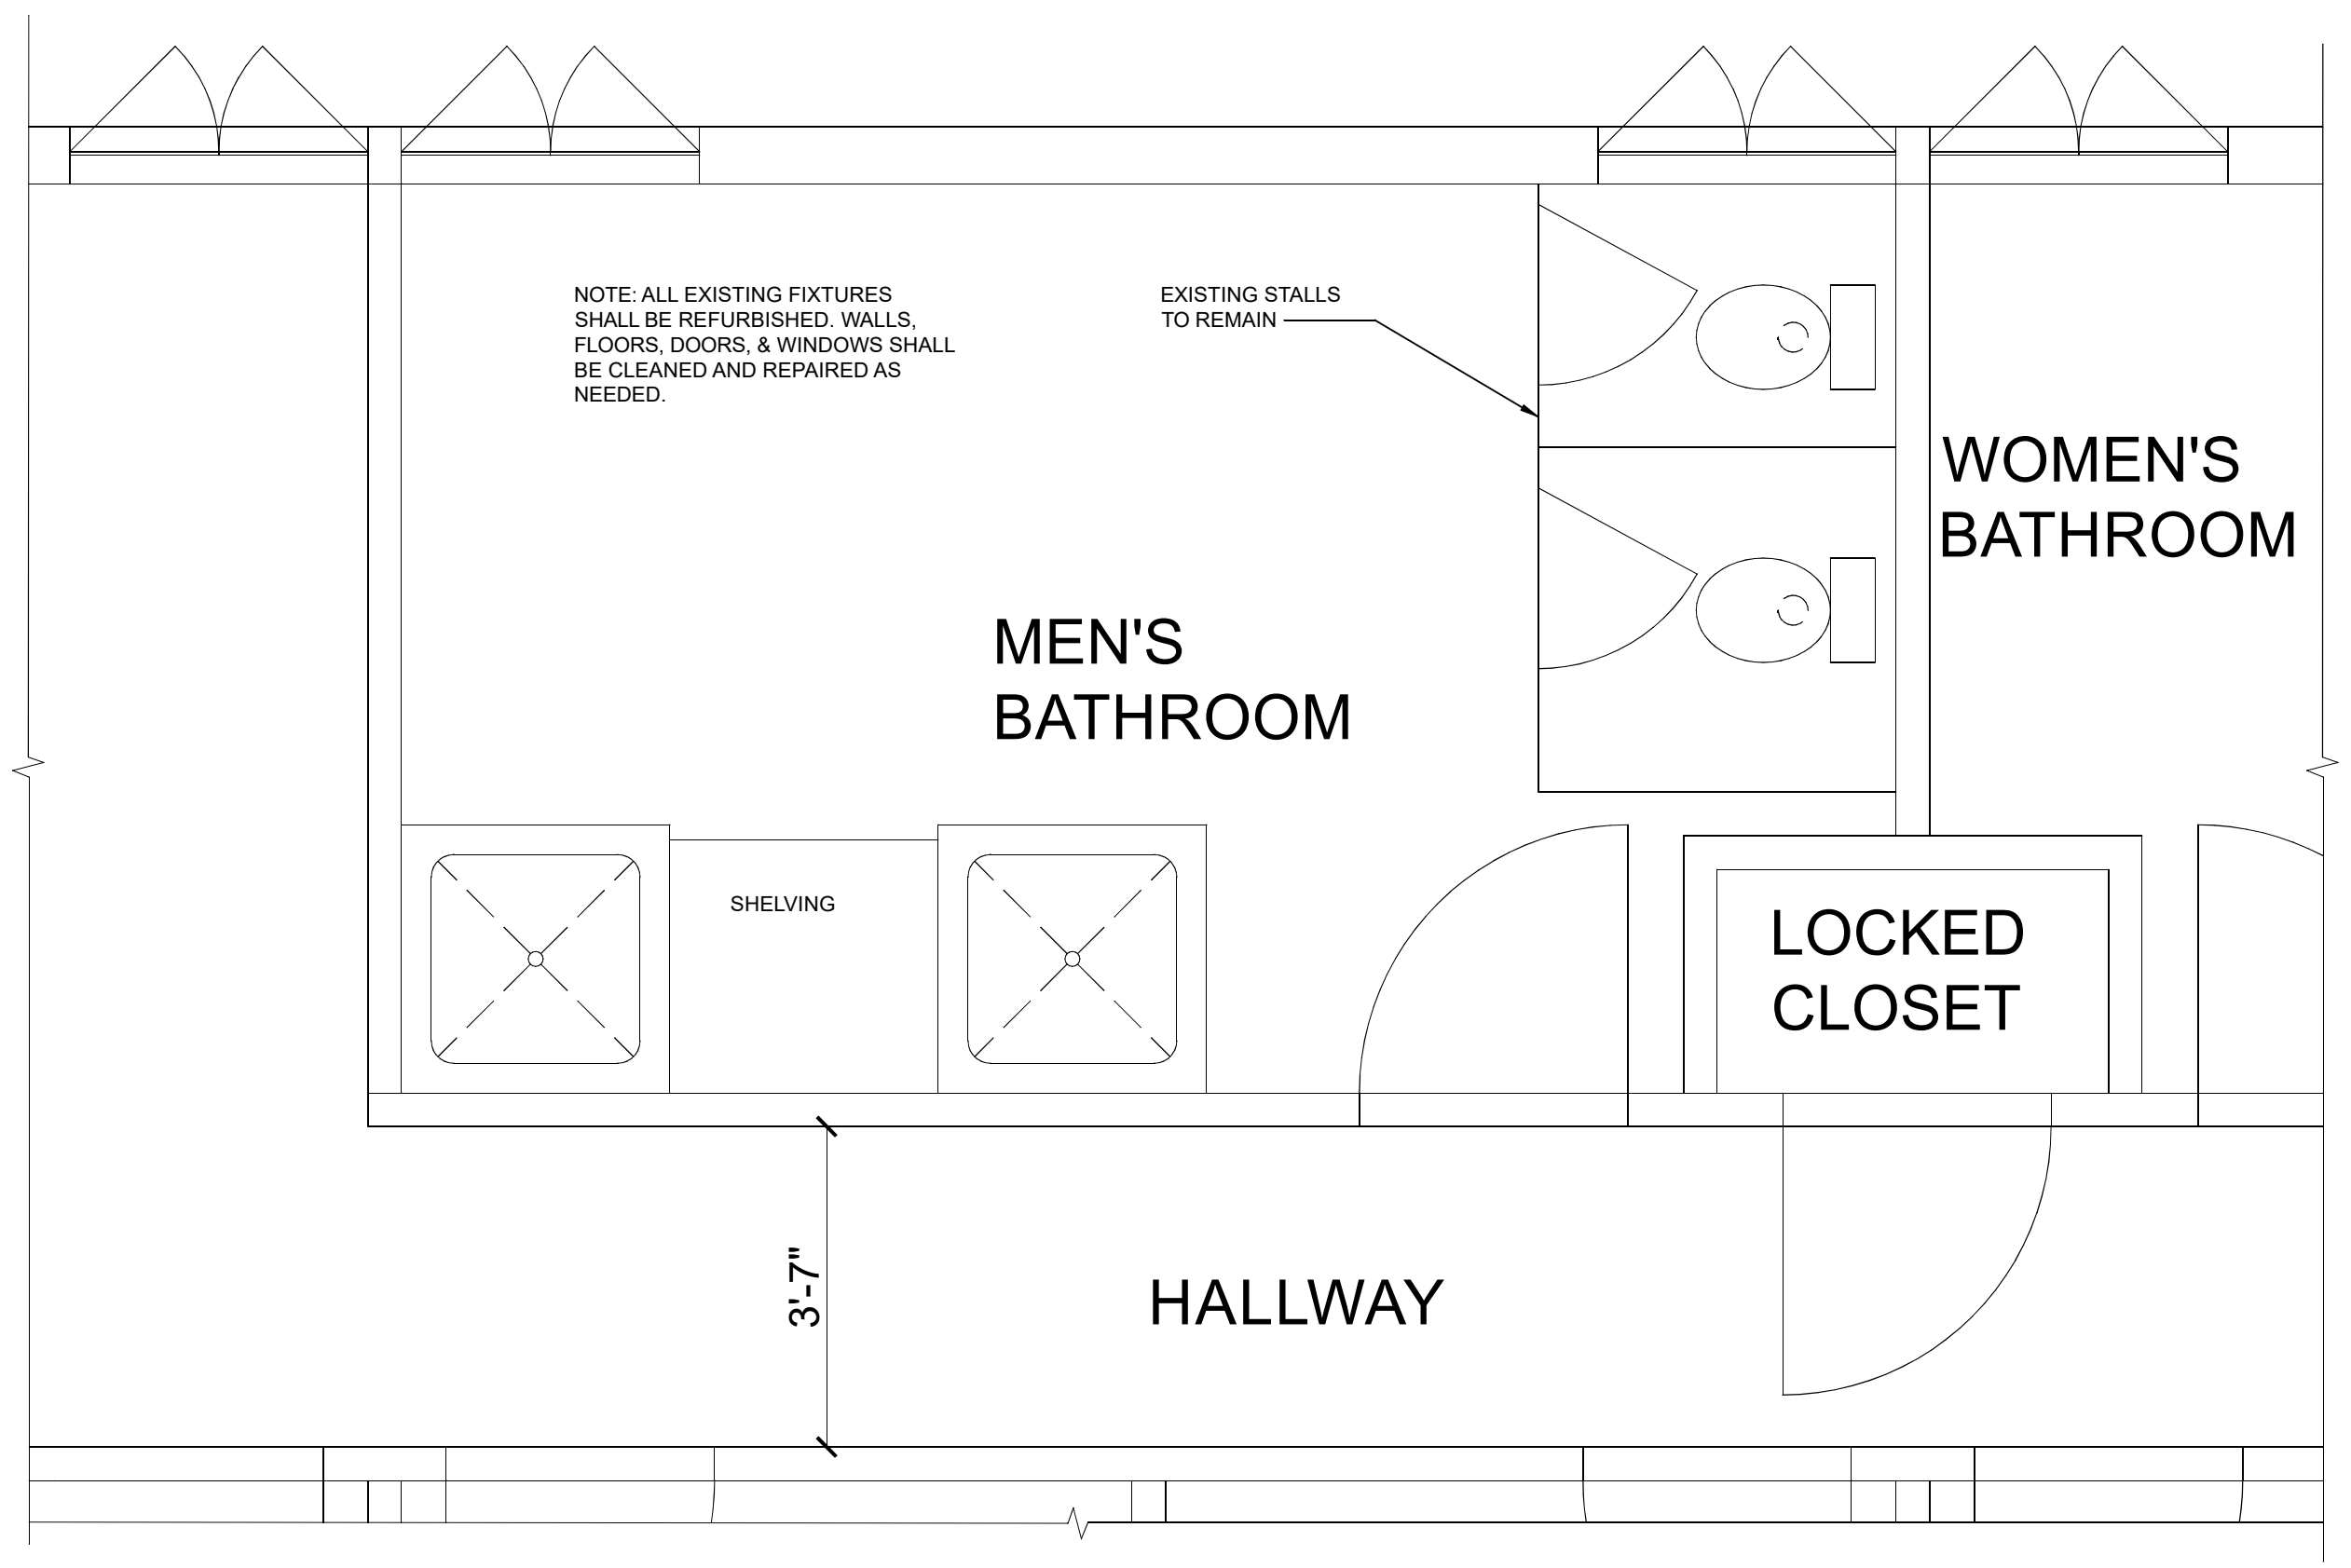 NOTE: ALL EXISTING FIXTURES
SHALL BE REFURBISHED. WALLS,
FLOORS, DOORS, & WINDOWS SHALL
BE CLEANED AND REPAIRED AS
NEEDED.
EXISTING STALLS
TO REMAIN
WOMEN'S
BATHROOM
MEN'S
BATHROOM
SHELVING
LOCKED
CLOSET
3'-7"
HALLWAY